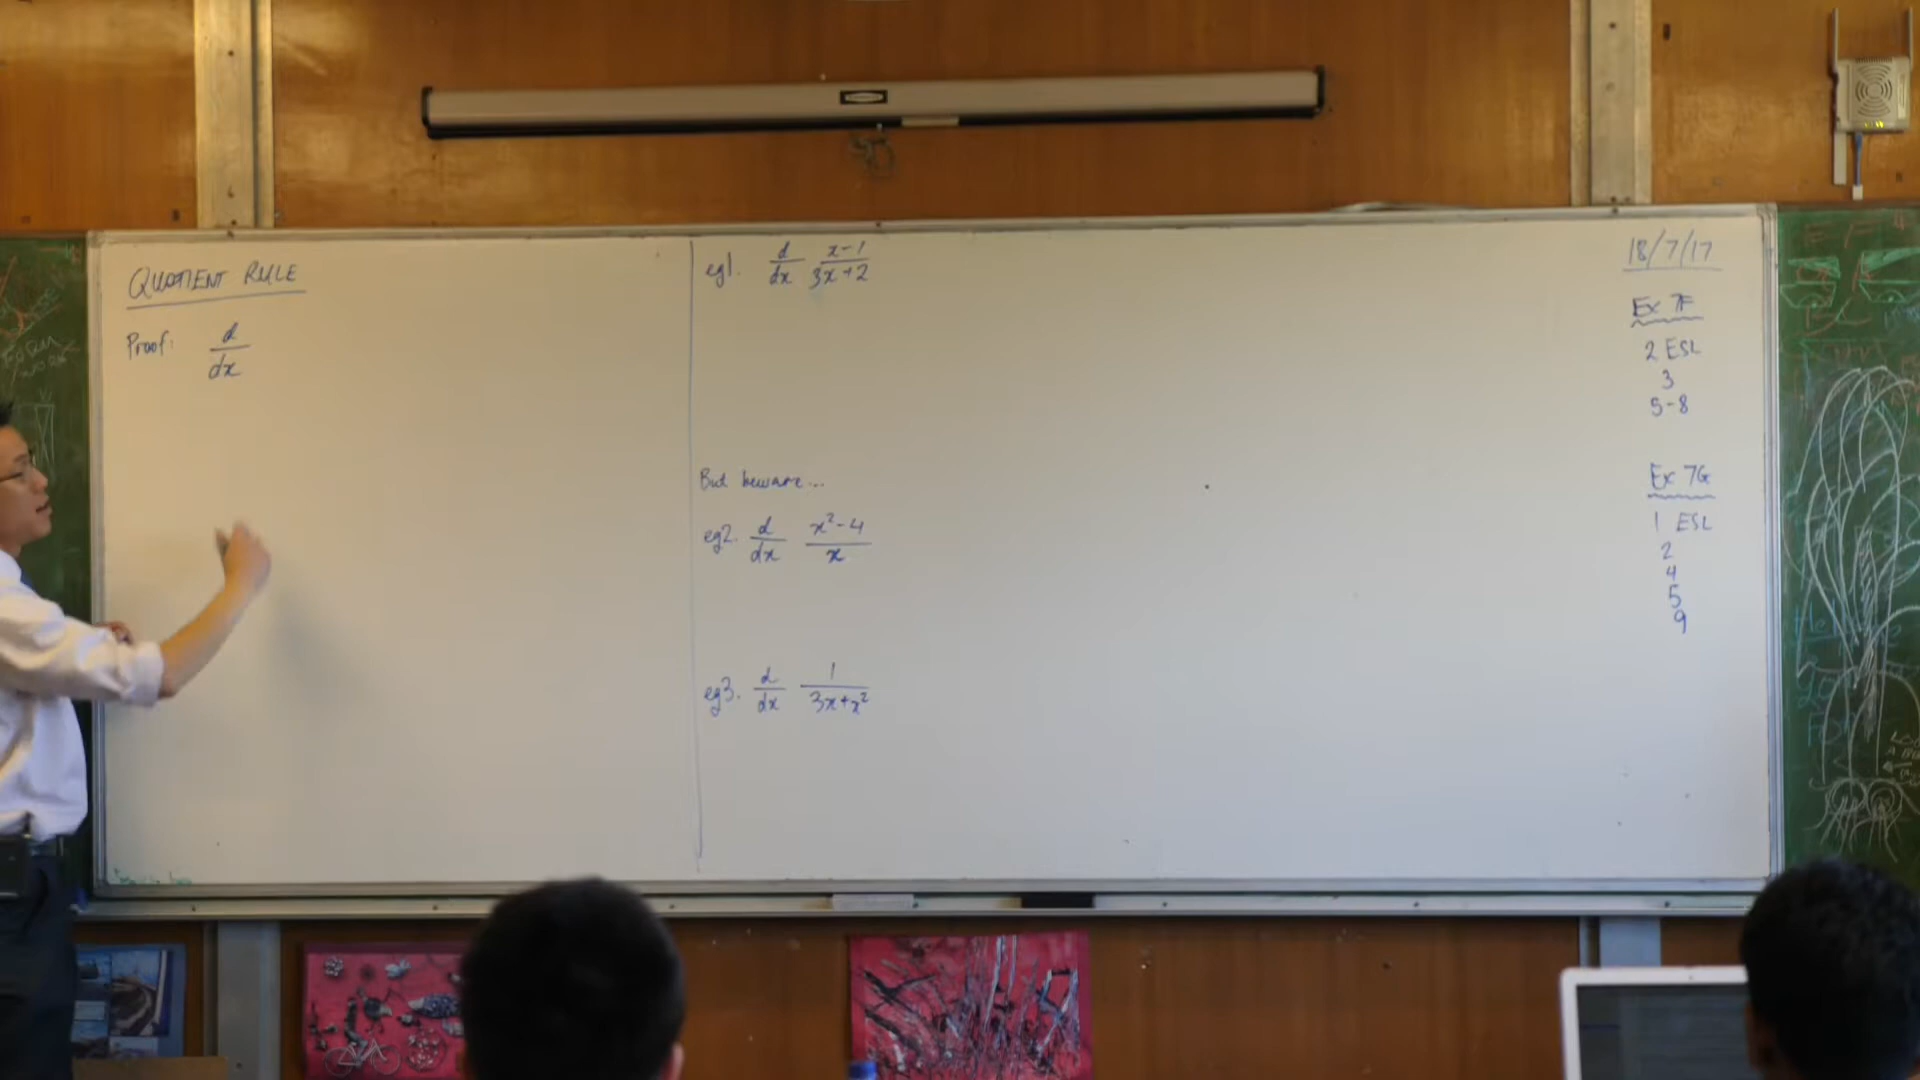 QUOTIENT RULE
Proof: d/dx
eg1. d/dx (x-1)/(3x+2)
But beware...
eg2. d/dx (x²-4)/x
eg3. d/dx 1/(3x+x²)
18/7/17
Ex 7F
2 ESL
3
5-8
Ex 7G
1 ESL
2
4
5
9